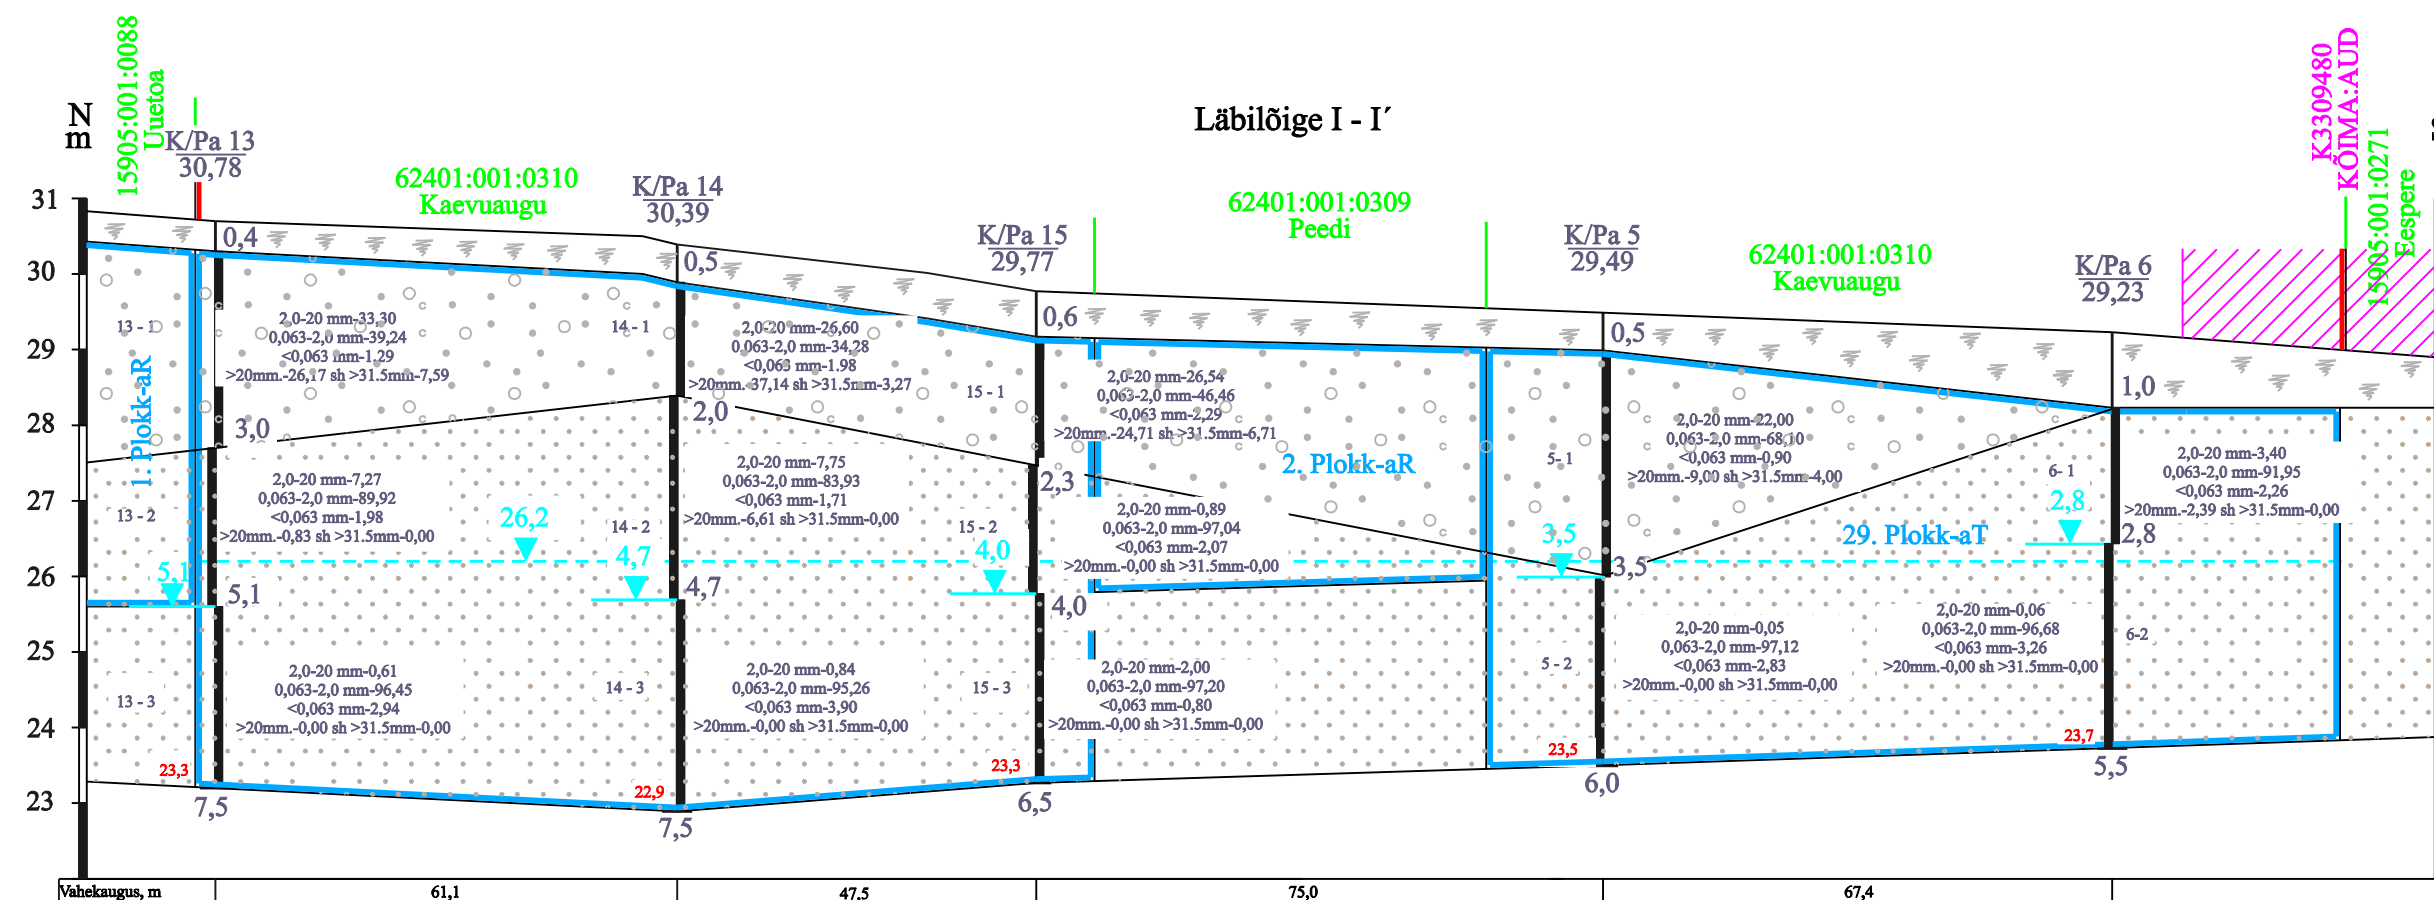 Läbilõige I - I´
N
m
15905:001:0088
Uuetoa
K/Pa 13
30,78
62401:001:0310
Kaevuaugu
K/Pa 14
30,39
K/Pa 15
29,77
62401:001:0309
Peedi
K/Pa 5
29,49
62401:001:0310
Kaevuaugu
K/Pa 6
29,23
K3309480
KÕIMA:AUD
15905:001:0271
Eespere
31
30
29
28
27
26
25
24
23
0,4
0,5
0,6
0,5
1,0
13 - 1
1. Plokk-aR
2,0-20 mm-33,30
0,063-2,0 mm-39,24
<0,063 mm-1,29
>20mm.-26,17 sh >31.5mm-7,59
14 - 1
2,0-20 mm-26,60
0,063-2,0 mm-34,28
<0,063 mm-1,98
>20mm.-37,14 sh >31.5mm-3,27
15 - 1
2,0-20 mm-26,54
0,063-2,0 mm-46,46
<0,063 mm-2,29
>20mm.-24,71 sh >31.5mm-6,71
2. Plokk-aR
5- 1
2,0-20 mm-22,00
0,063-2,0 mm-68,10
<0,063 mm-0,90
>20mm.-9,00 sh >31.5mm-4,00
6- 1
2,0-20 mm-3,40
0,063-2,0 mm-91,95
<0,063 mm-2,26
>20mm.-2,39 sh >31.5mm-0,00
3,0
2,0
2,3
3,5
2,8
13 - 2
2,0-20 mm-7,27
0,063-2,0 mm-89,92
<0,063 mm-1,98
>20mm.-0,83 sh >31.5mm-0,00
26,2
14 - 2
2,0-20 mm-7,75
0,063-2,0 mm-83,93
<0,063 mm-1,71
>20mm.-6,61 sh >31.5mm-0,00
15 - 2
2,0-20 mm-0,89
0,063-2,0 mm-97,04
<0,063 mm-2,07
>20mm.-0,00 sh >31.5mm-0,00
29. Plokk-aT
5,1
4,7
4,0
3,5
2,8
5,1
4,7
4,0
13 - 3
2,0-20 mm-0,61
0,063-2,0 mm-96,45
<0,063 mm-2,94
>20mm.-0,00 sh >31.5mm-0,00
14 - 3
2,0-20 mm-0,84
0,063-2,0 mm-95,26
<0,063 mm-3,90
>20mm.-0,00 sh >31.5mm-0,00
15 - 3
2,0-20 mm-2,00
0,063-2,0 mm-97,20
<0,063 mm-0,80
>20mm.-0,00 sh >31.5mm-0,00
5 - 2
2,0-20 mm-0,05
0,063-2,0 mm-97,12
<0,063 mm-2,83
>20mm.-0,00 sh >31.5mm-0,00
2,0-20 mm-0,06
0,063-2,0 mm-96,68
<0,063 mm-3,26
>20mm.-0,00 sh >31.5mm-0,00
6-2
23,3
22,9
23,3
23,5
23,7
7,5
7,5
6,5
6,0
5,5
Vahekaugus, m
61,1
47,5
75,0
67,4